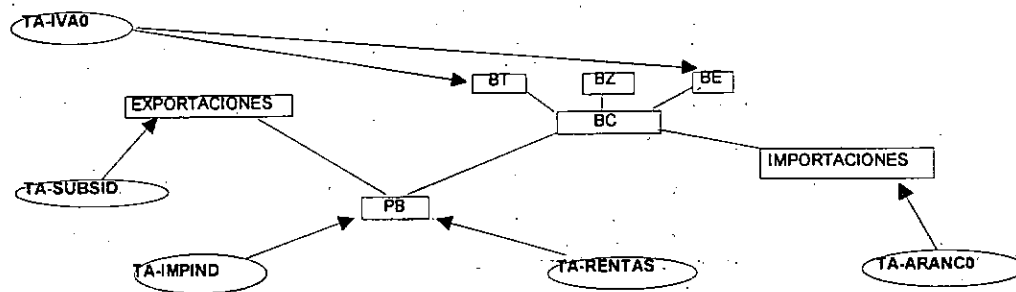 TA-IVA0
BT BZ BE
EXPORTACIONES
BC
IMPORTACIONES
TA-SUBSID
PB
TA-IMPIND
TA-RENTAS
TA-ARANC0